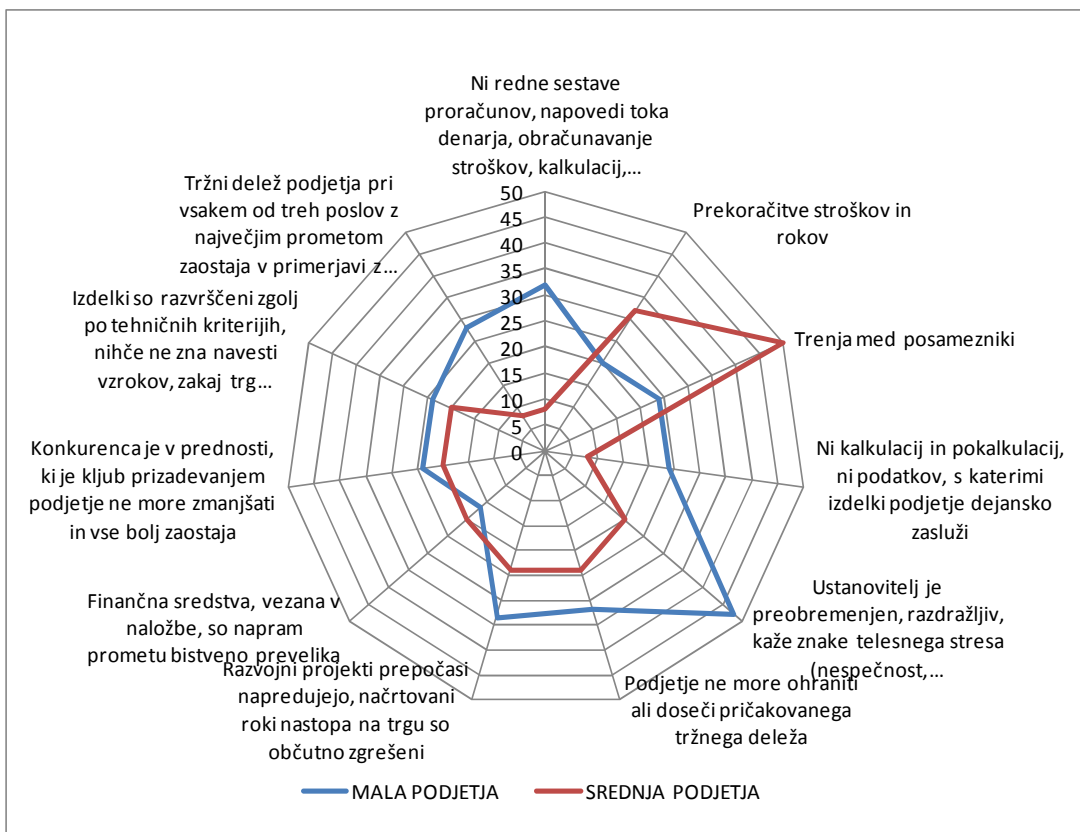 Ni redne sestave
proračunov, napovedi toka
denarja, obračunavanje
stroškov, kalkulacij,...
Prekoračitve stroškov in
rokov
Trenja med posamezniki
Ni kalkulacij in pokalkulacij,
ni podatkov, s katerimi
izdelki podjetje dejansko
zasluži
Ustanovitelj je
preobremenjen, razdražljiv,
kaže znake telesnega stresa
(nespečnost,...
Podjetje ne more ohraniti
ali doseči pričakovanega
tržnega deleža
Razvojni projekti prepočasi
napredujejo, načrtovani
roki nastopa na trgu so
občutno zgrešeni
Finančna sredstva, vezana v
naložbe, so napram
prometu bistveno prevelika
Konkurenca je v prednosti,
ki je kljub prizadevanjem
podjetje ne more zmanjšati
in vse bolj zaostaja
Izdelki so razvrščeni zgolj
po tehničnih kriterijih,
nihče ne zna navesti
vzrokov, zakaj trg...
Tržni delež podjetja pri
vsakem od treh poslov z
največjim prometom
zaostaja v primerjavi z...
50
45
40
35
30
25
20
15
10
5
0
MALA PODJETJA
SREDNJA PODJETJA